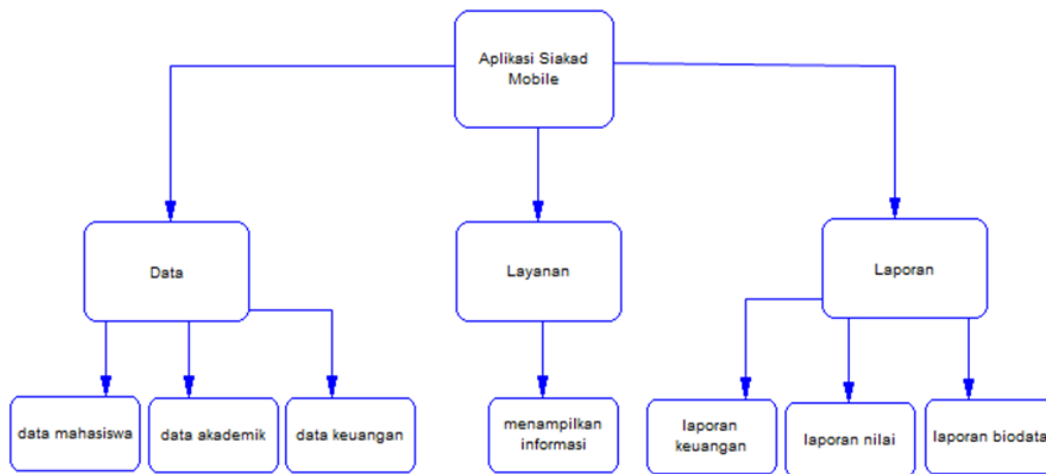 Aplikasi Siakad
Mobile
Data
Layanan
Laporan
data mahasiswa
data akademik
data keuangan
menampilkan
informasi
laporan
keuangan
laporan nilai
laporan biodata